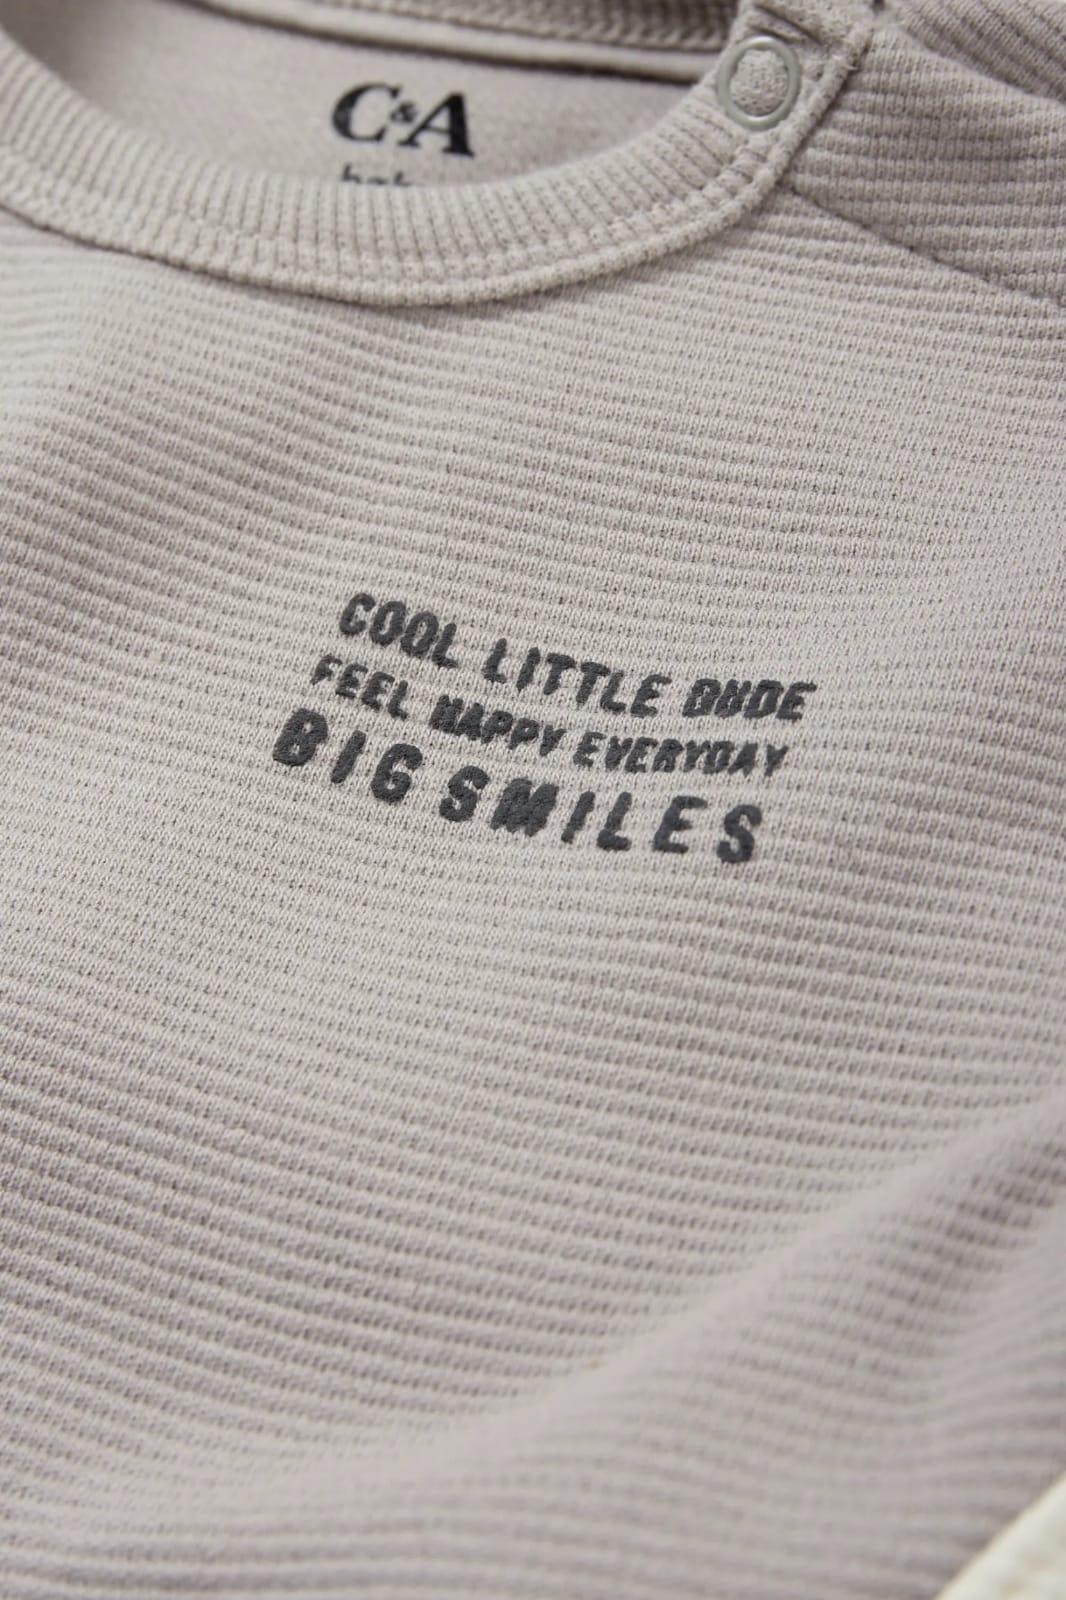 C&A
COOL LITTLE DUDE
FEEL HAPPY EVERYDAY
BIG SMILES